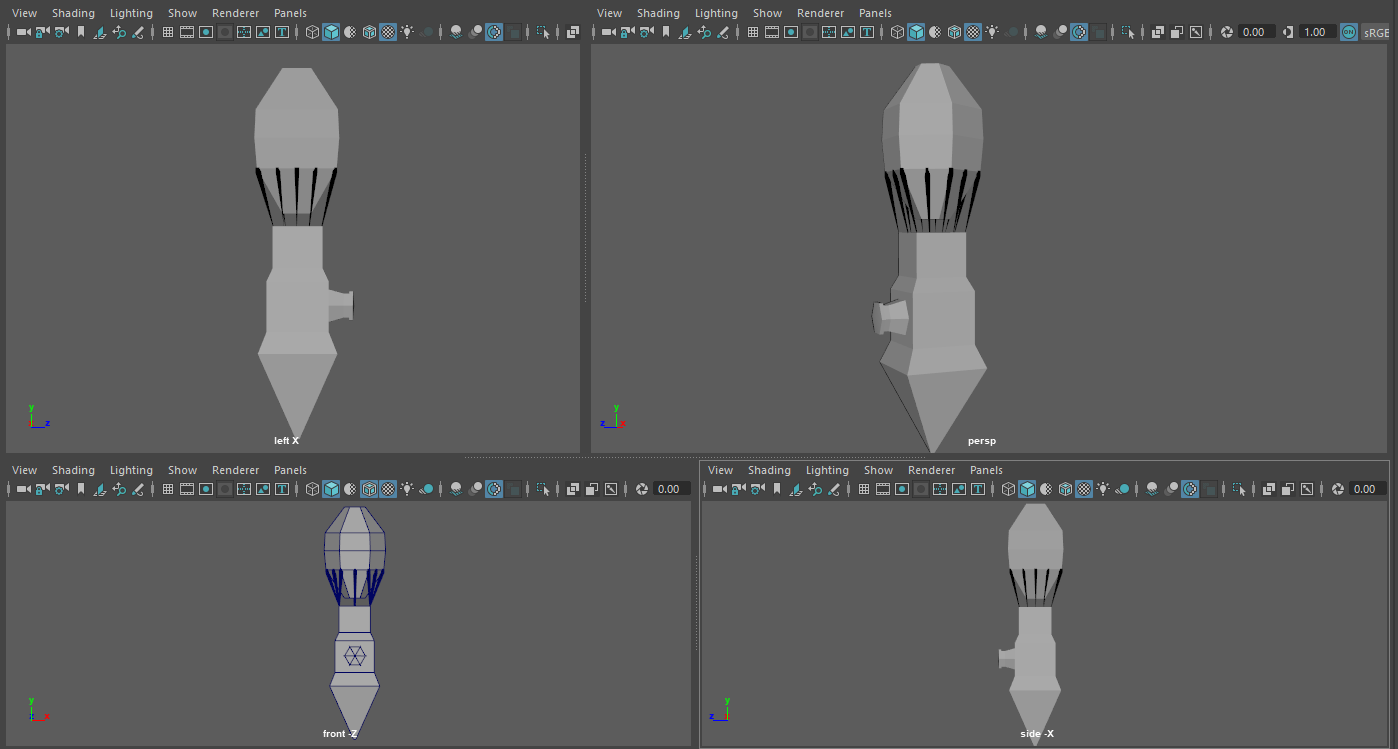 View Shading Lighting Show Renderer Panels
View Shading Lighting Show Renderer Panels
0.00 1.00 ON sRGB
y
z
left X
y
z x
persp
View Shading Lighting Show Renderer Panels
View Shading Lighting Show Renderer Panels
0.00
0.00
y
z x
front -Z
y
z
side -X